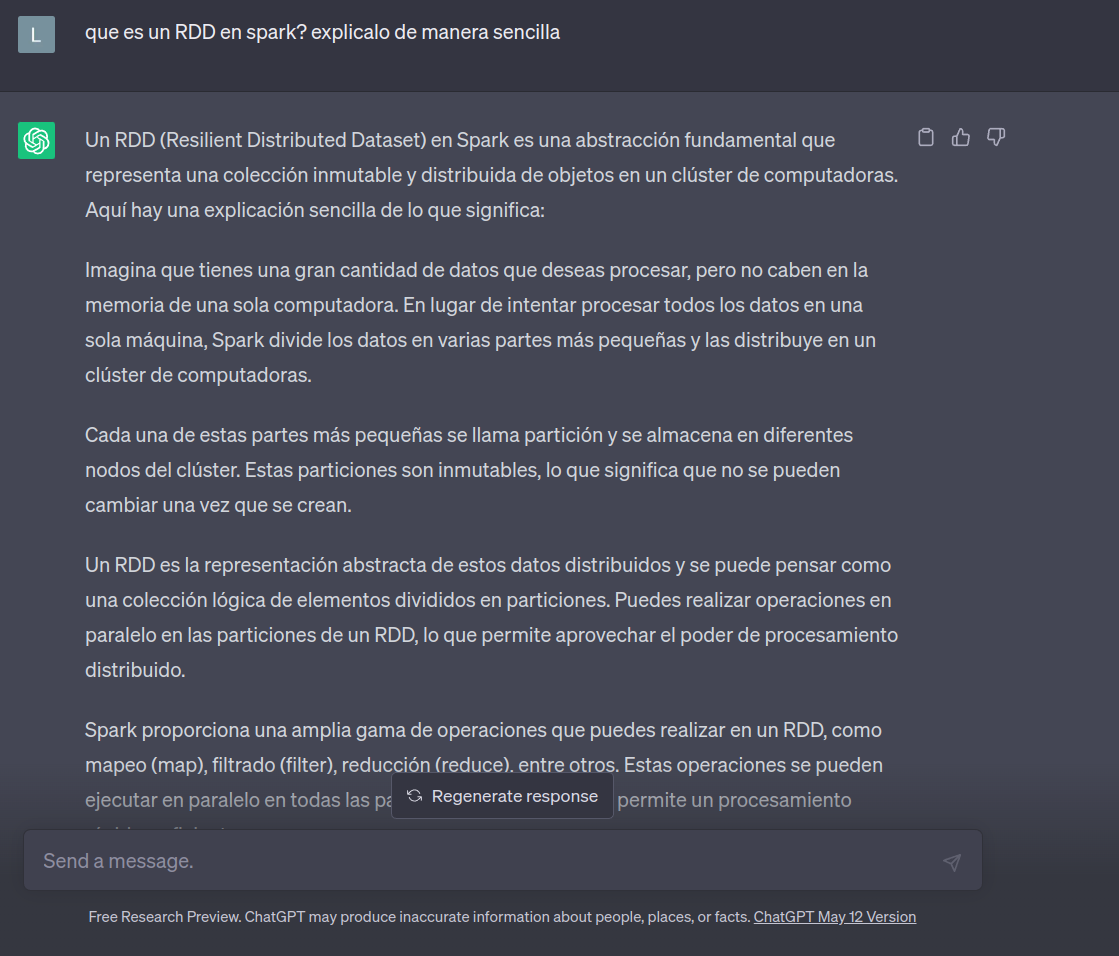 L
que es un RDD en spark? explicalo de manera sencilla
Un RDD (Resilient Distributed Dataset) en Spark es una abstracción fundamental que
representa una colección inmutable y distribuida de objetos en un clúster de computadoras.
Aquí hay una explicación sencilla de lo que significa:
Imagina que tienes una gran cantidad de datos que deseas procesar, pero no caben en la
memoria de una sola computadora. En lugar de intentar procesar todos los datos en una
sola máquina, Spark divide los datos en varias partes más pequeñas y las distribuye en un
clúster de computadoras.
Cada una de estas partes más pequeñas se llama partición y se almacena en diferentes
nodos del clúster. Estas particiones son inmutables, lo que significa que no se pueden
cambiar una vez que se crean.
Un RDD es la representación abstracta de estos datos distribuidos y se puede pensar como
una colección lógica de elementos divididos en particiones. Puedes realizar operaciones en
paralelo en las particiones de un RDD, lo que permite aprovechar el poder de procesamiento
distribuido.
Spark proporciona una amplia gama de operaciones que puedes realizar en un RDD, como
mapeo (map), filtrado (filter), reducción (reduce), entre otros. Estas operaciones se pueden
ejecutar en paralelo en todas las permite un procesamiento
Regenerate response
Send a message.
Free Research Preview. ChatGPT may produce inaccurate information about people, places, or facts. ChatGPT May 12 Version